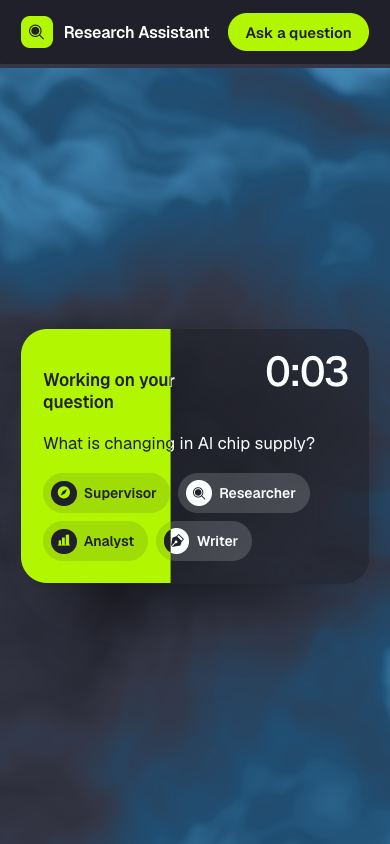 Research Assistant
Ask a question
0:03
Working on your
question
What is changing in AI chip supply?
Supervisor
Researcher
Analyst
Writer